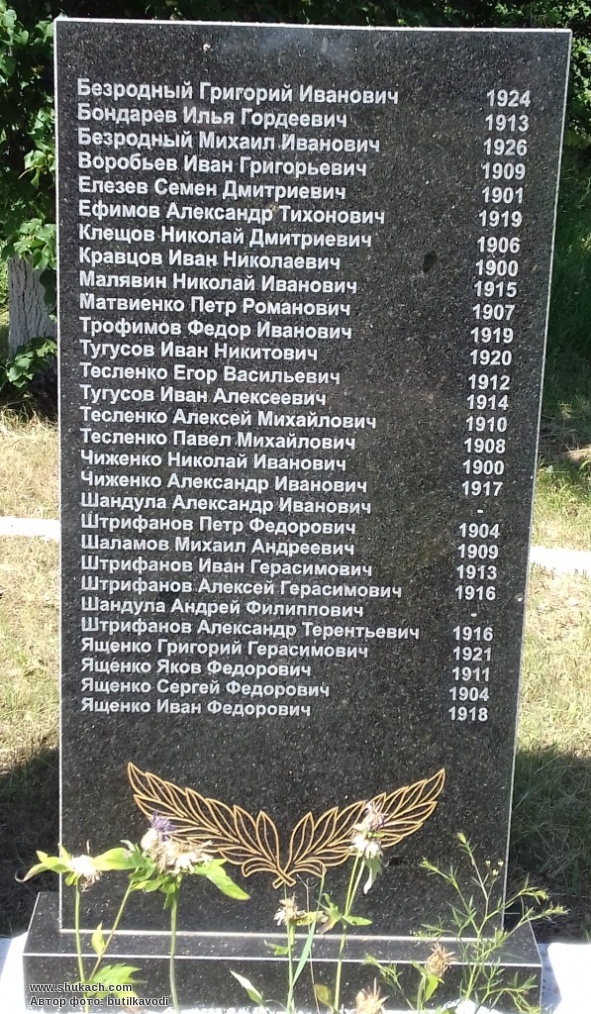 Безродный Григорий Иванович 1924
Бондарев Илья Гордеевич 1913
Безродный Михаил Иванович 1926
Воробьев Иван Григорьевич 1909
Елезев Семен Дмитриевич 1901
Ефимов Александр Тихонович 1919
Клещов Николай Дмитриевич 1906
Кравцов Иван Николаевич 1900
Малявин Николай Иванович 1915
Матвиенко Петр Романович 1907
Трофимов Федор Иванович 1919
Тугусов Иван Никитович 1920
Тесленко Егор Васильевич 1912
Тугусов Иван Алексеевич 1914
Тесленко Алексей Михайлович 1910
Тесленко Павел Михайлович 1908
Чиженко Николай Иванович 1900
Чиженко Александр Иванович 1917
Шандула Александр Иванович -
Штрифанов Петр Федорович 1904
Шаламов Михаил Андреевич 1909
Штрифанов Иван Герасимович 1913
Штрифанов Алексей Герасимович 1916
Шандула Андрей Филиппович -
Штрифанов Александр Терентьевич 1916
Ященко Григорий Герасимович 1921
Ященко Яков Федорович 1911
Ященко Сергей Федорович 1904
Ященко Иван Федорович 1918
www.shukach.com
Автор фото: butilkavodi